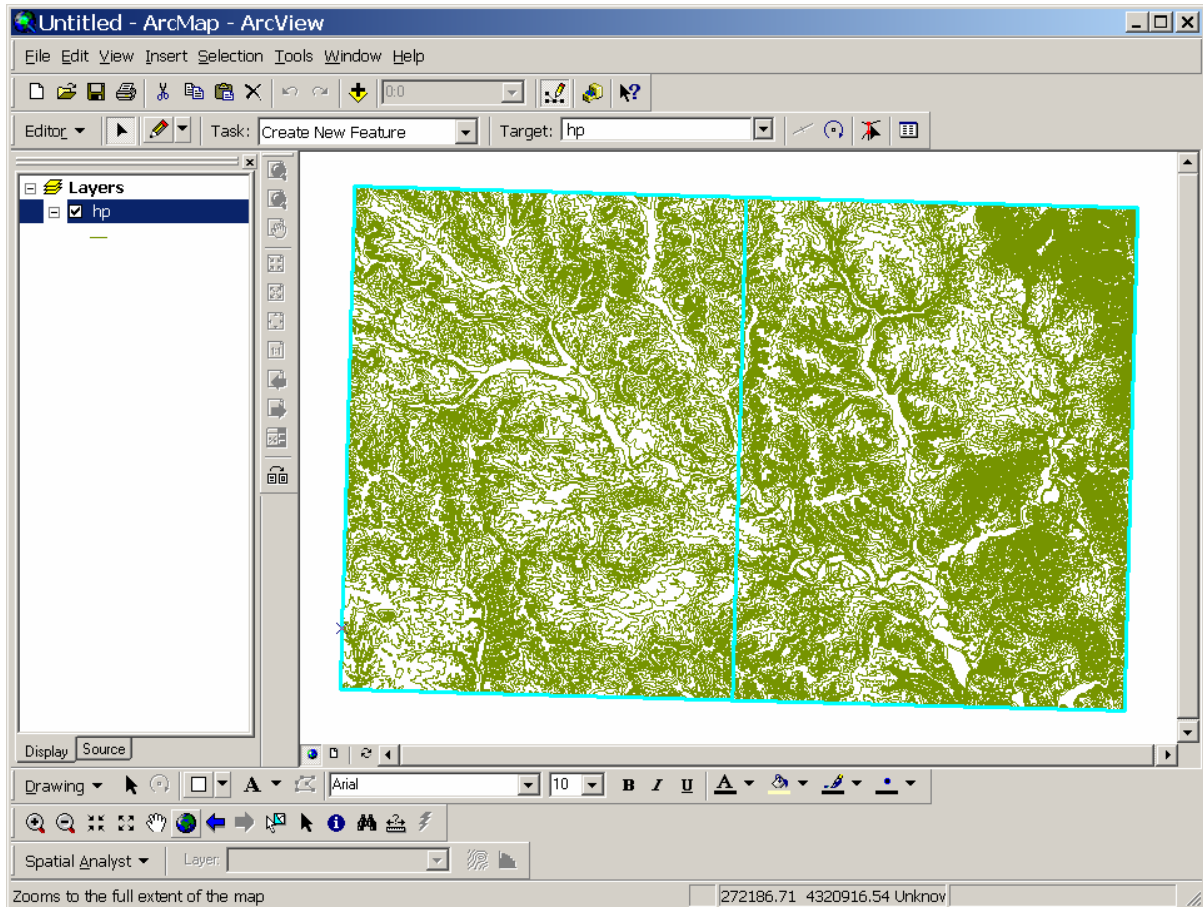 Untitled - ArcMap - ArcView
File Edit View Insert Selection Tools Window Help
0:0
Editor Task: Create New Feature Target: hp
Layers
hp
1:1
Display Source
Drawing A Arial 10 B I U A
Spatial Analyst Layer:
Zooms to the full extent of the map 272186.71 4320916.54 Unknov